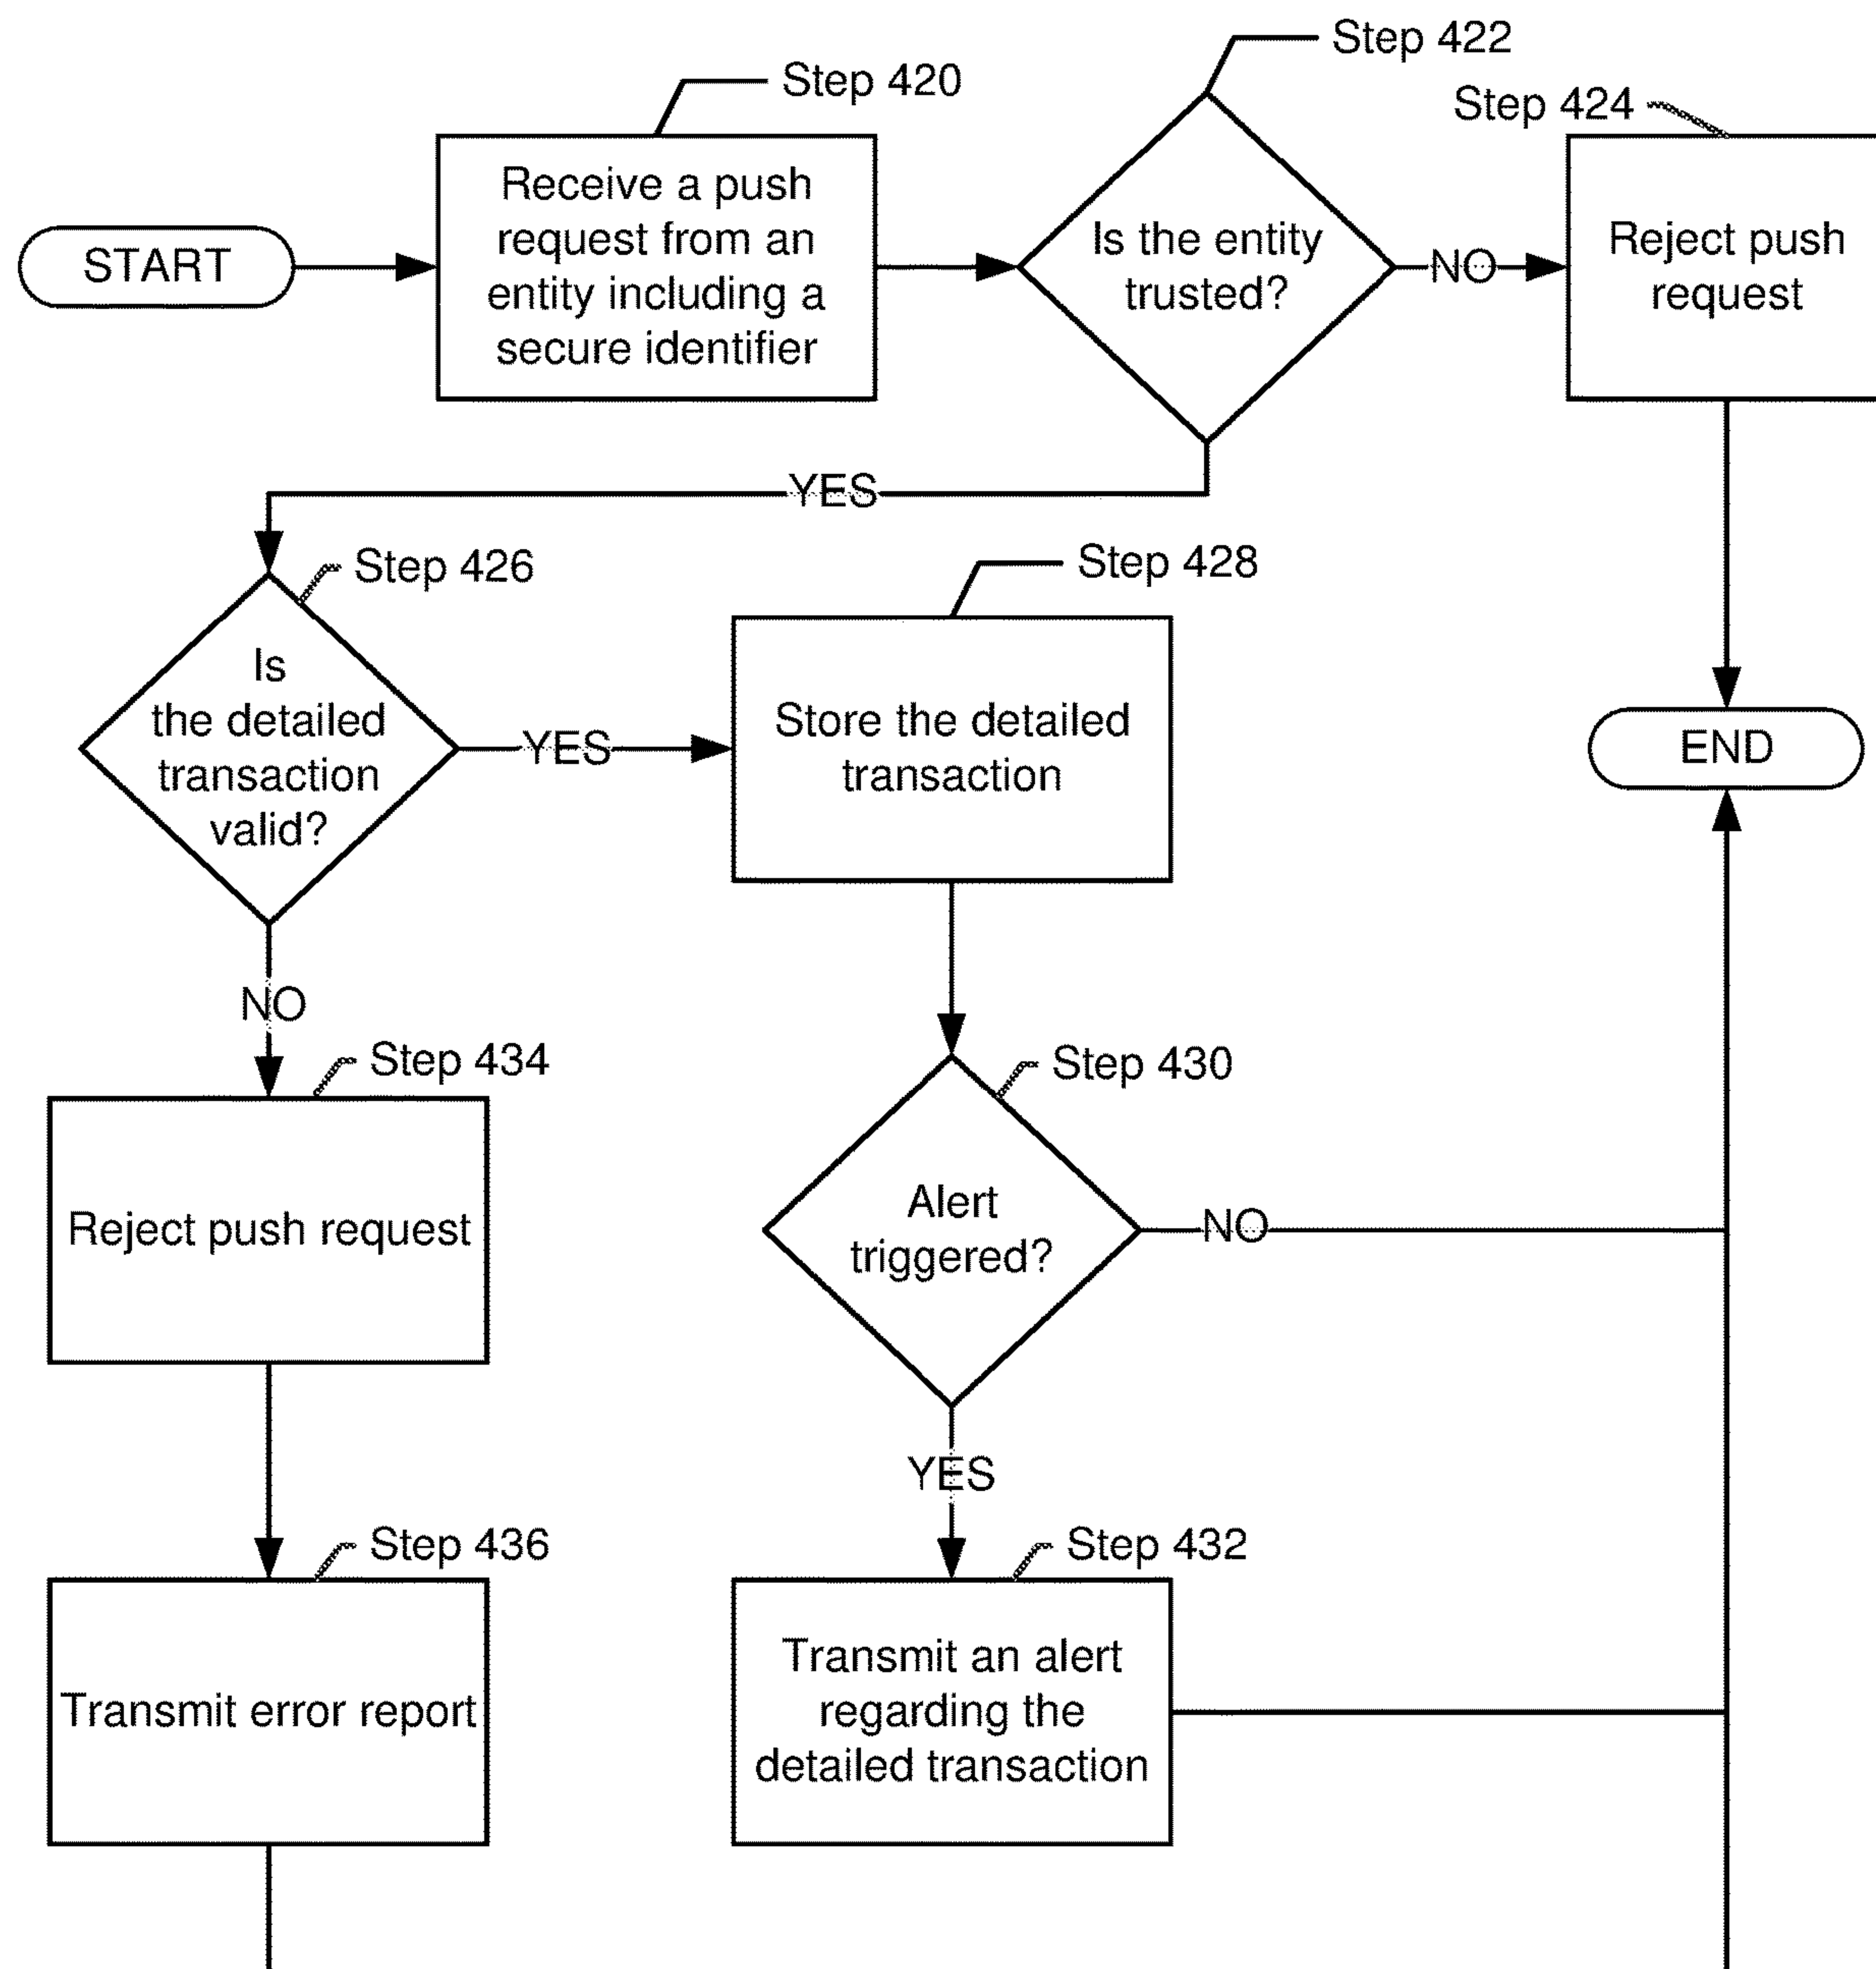 Step 422
Step 420
Step 424
START
Receive a push
request from an
entity including a
secure identifier
Is the entity
trusted?
NO
Reject push
request
YES
Step 426
Step 428
Is
the detailed
transaction
valid?
YES
Store the detailed
transaction
END
NO
Step 434
Step 430
Reject push request
Alert
triggered?
NO
YES
Step 436
Step 432
Transmit error report
Transmit an alert
regarding the
detailed transaction